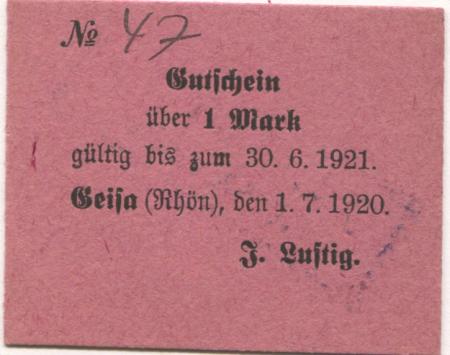 № 47
Gutschein
über 1 Mark
gültig bis zum 30. 6. 1921.
Geisa (Rhön), den 1. 7. 1920.
J. Lustig.